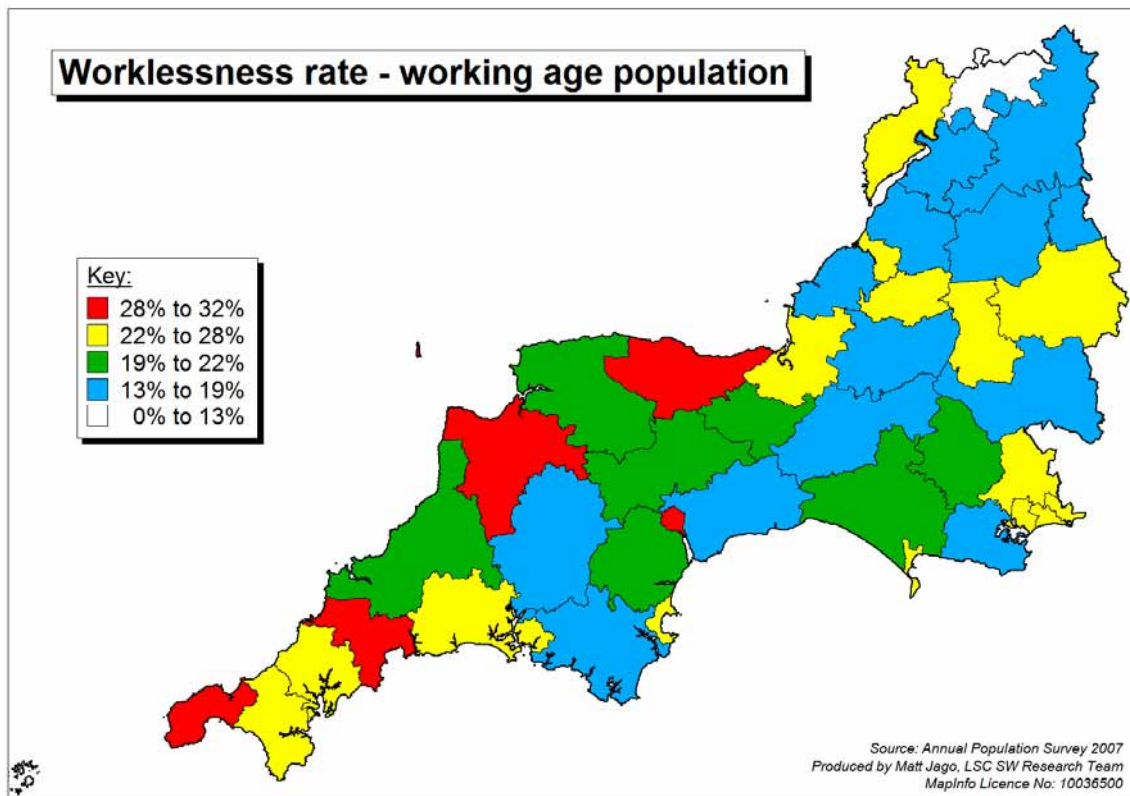 Worklessness rate - working age population
Key:
28% to 32%
22% to 28%
19% to 22%
13% to 19%
0% to 13%
Source: Annual Population Survey 2007
Produced by Matt Jago, LSC SW Research Team
MapInfo Licence No: 10036500